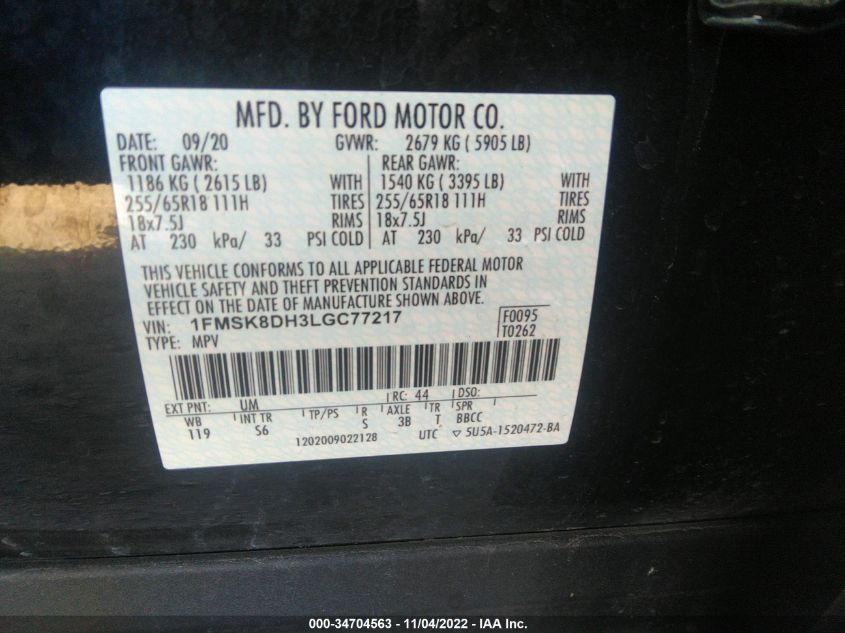 MFD. BY FORD MOTOR CO.
DATE: 09/20 GVWR: 2679 KG ( 5905 LB)
FRONT GAWR: REAR GAWR:
1186 KG ( 2615 LB) WITH 1540 KG ( 3395 LB) WITH
255/65R18 111H TIRES 255/65R18 111H TIRES
18x7.5J RIMS 18x7.5J RIMS
AT 230 kPa/ 33 PSI COLD AT 230 kPa/ 33 PSI COLD
THIS VEHICLE CONFORMS TO ALL APPLICABLE FEDERAL MOTOR
VEHICLE SAFETY AND THEFT PREVENTION STANDARDS IN
EFFECT ON THE DATE OF MANUFACTURE SHOWN ABOVE.
VIN: 1FMSK8DH3LGC77217 F0095
TYPE: MPV T0262
EXT PNT: UM RC: 44 DSO:
WB INT TR TP/PS R AXLE TR SPR
119 S6 S 3B T BBCC
1202009022128 UTC ▽ 5U5A-1520472-BA
000-34704563 - 11/04/2022 - IAA Inc.